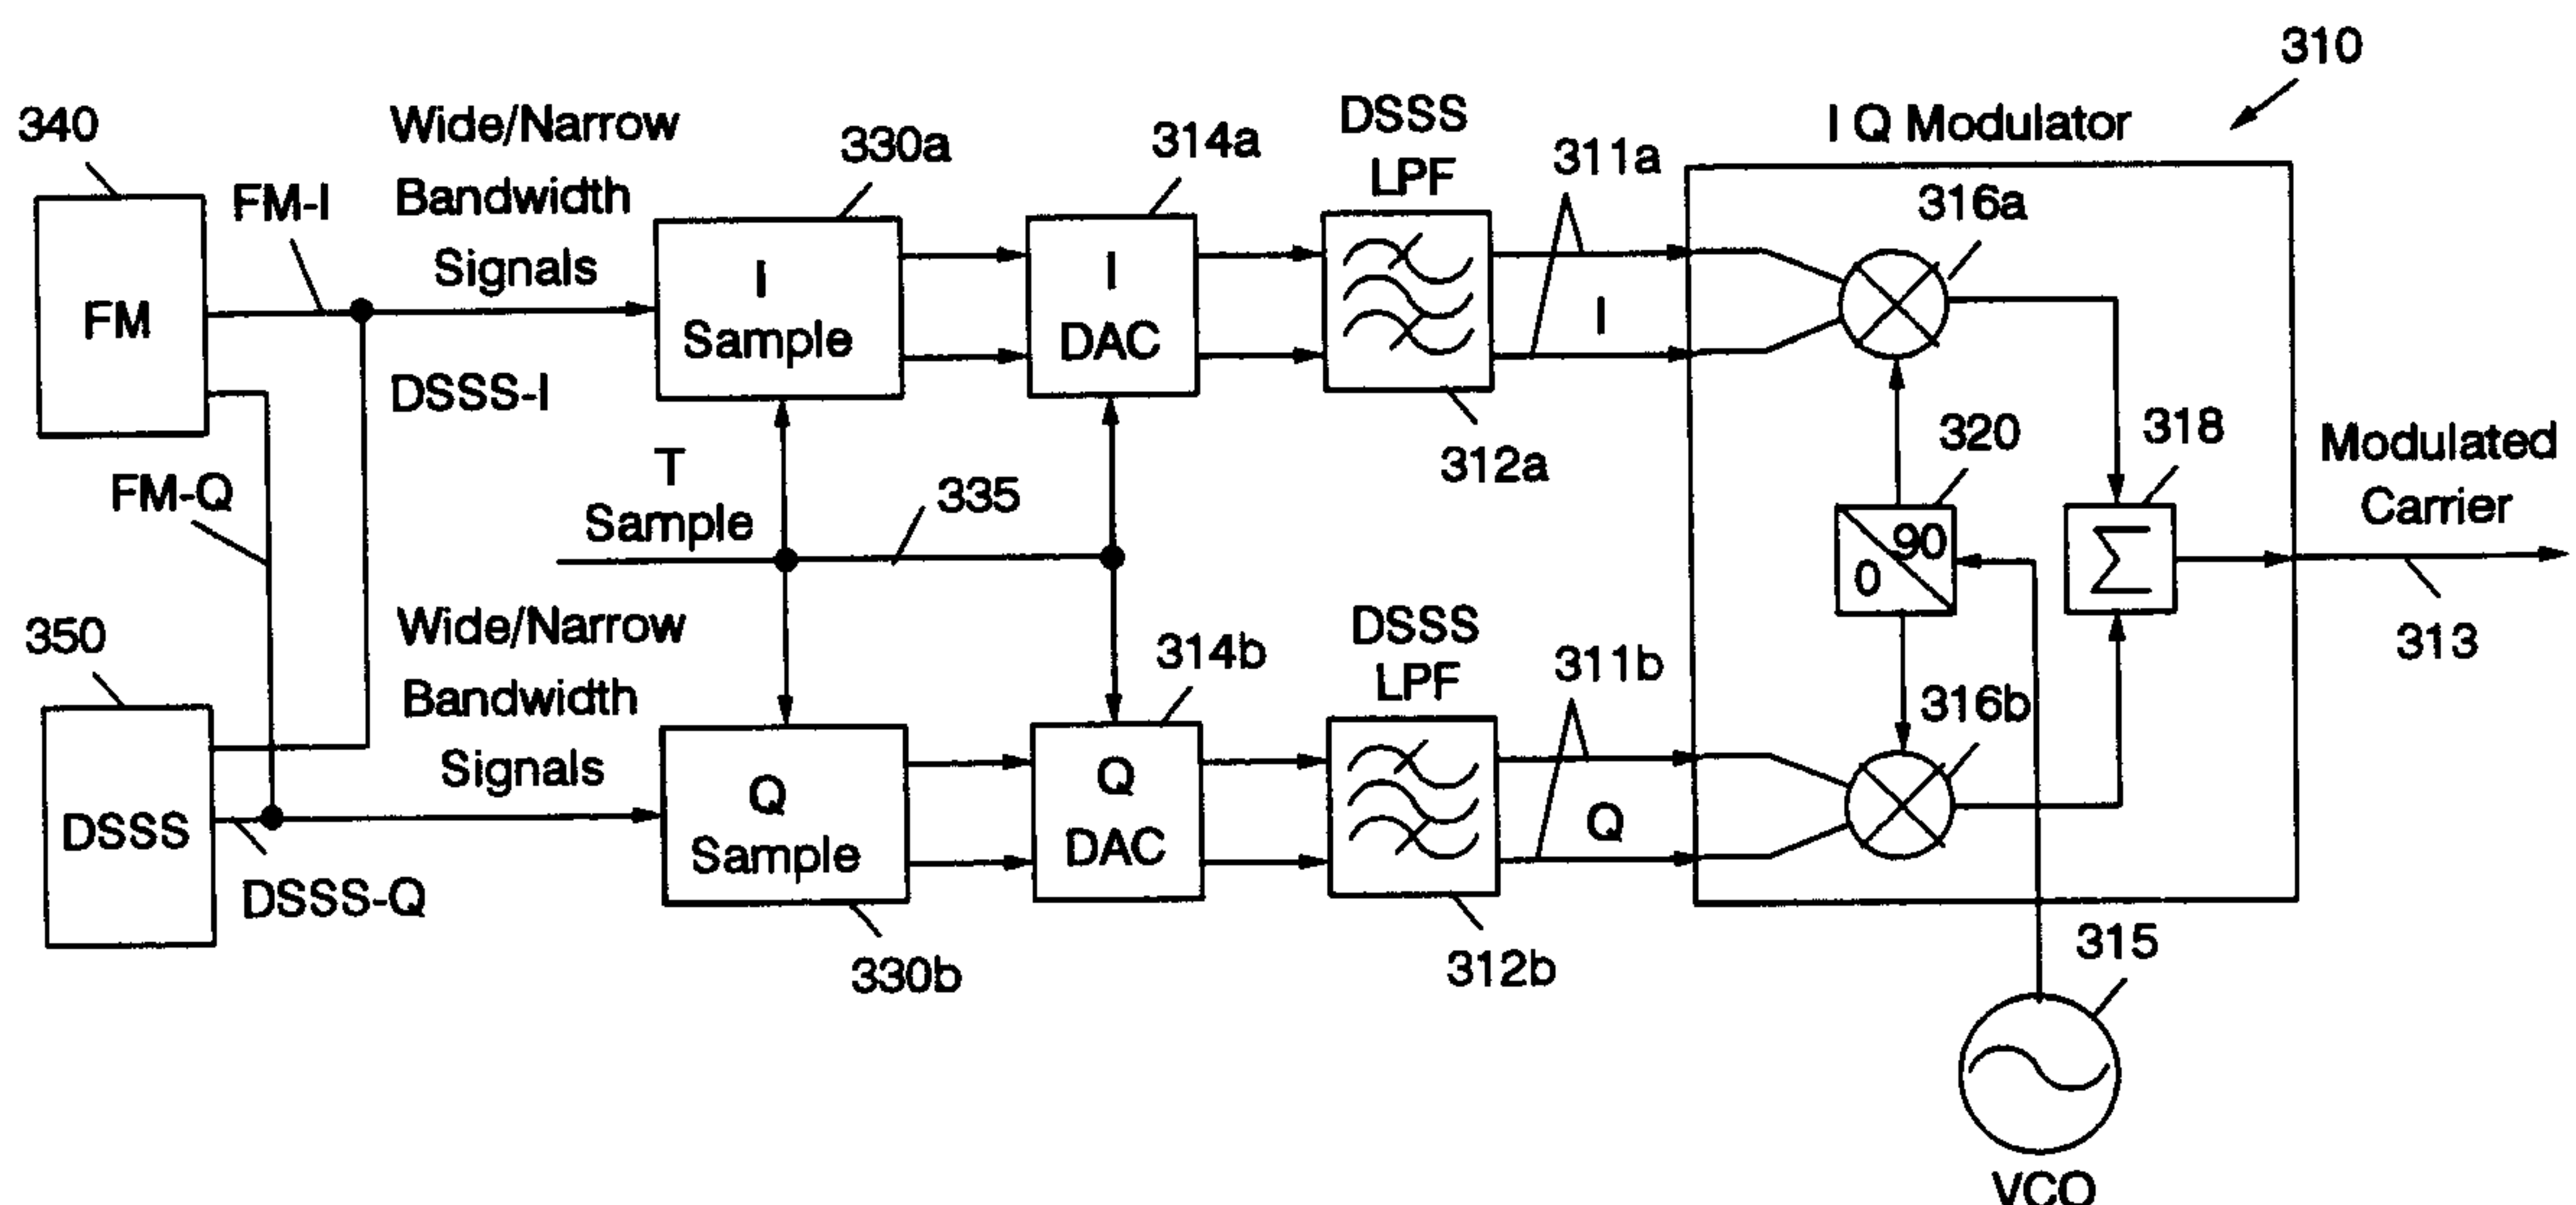 310
I Q Modulator
340
Wide/Narrow
Bandwidth
Signals
330a
314a
DSSS
LPF
311a
316a
FM-I
FM
I
Sample
I
DAC
I
DSSS-I
312a
320
318
Modulated
Carrier
FM-Q
T
Sample
335
90
0
Σ
313
350
Wide/Narrow
Bandwidth
Signals
314b
DSSS
LPF
311b
316b
DSSS
Q
Sample
Q
DAC
Q
DSSS-Q
330b
312b
315
VCO